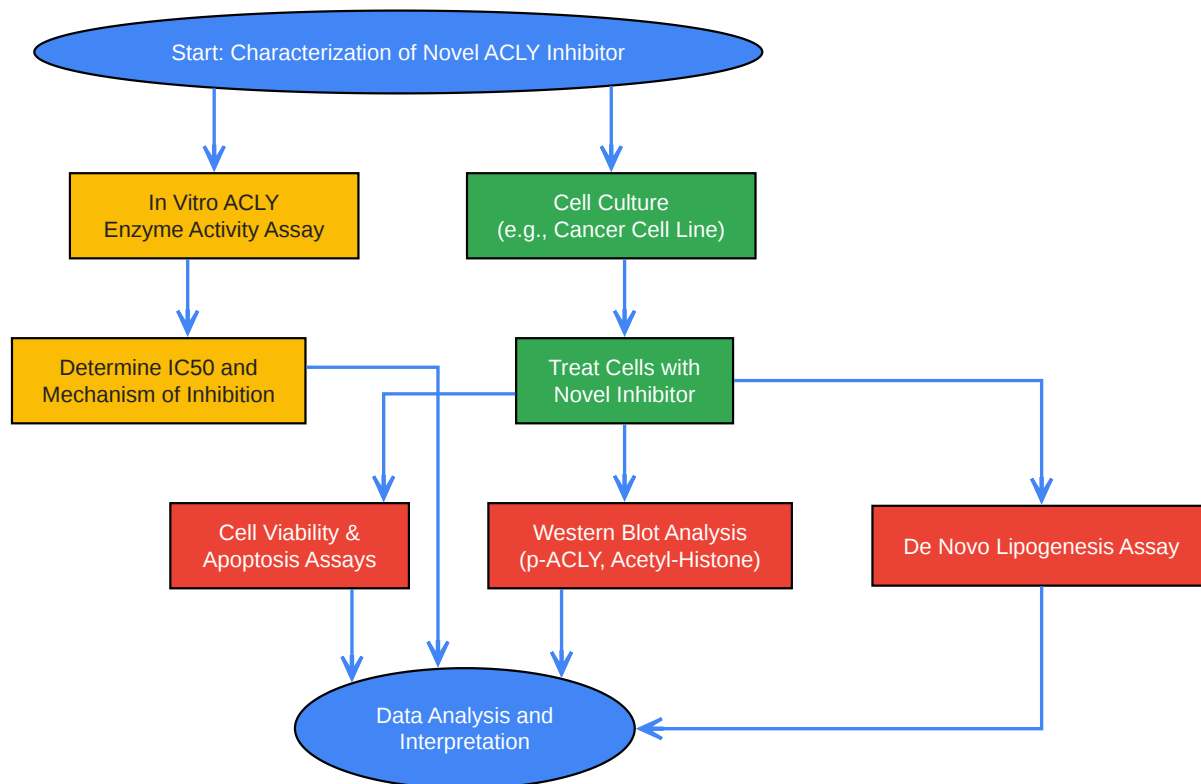 Start: Characterization of Novel ACLY Inhibitor
In Vitro ACLY
Enzyme Activity Assay
Cell Culture
(e.g., Cancer Cell Line)
Determine IC50 and
Mechanism of Inhibition
Treat Cells with
Novel Inhibitor
Cell Viability &
Apoptosis Assays
Western Blot Analysis
(p-ACLY, Acetyl-Histone)
De Novo Lipogenesis Assay
Data Analysis and
Interpretation